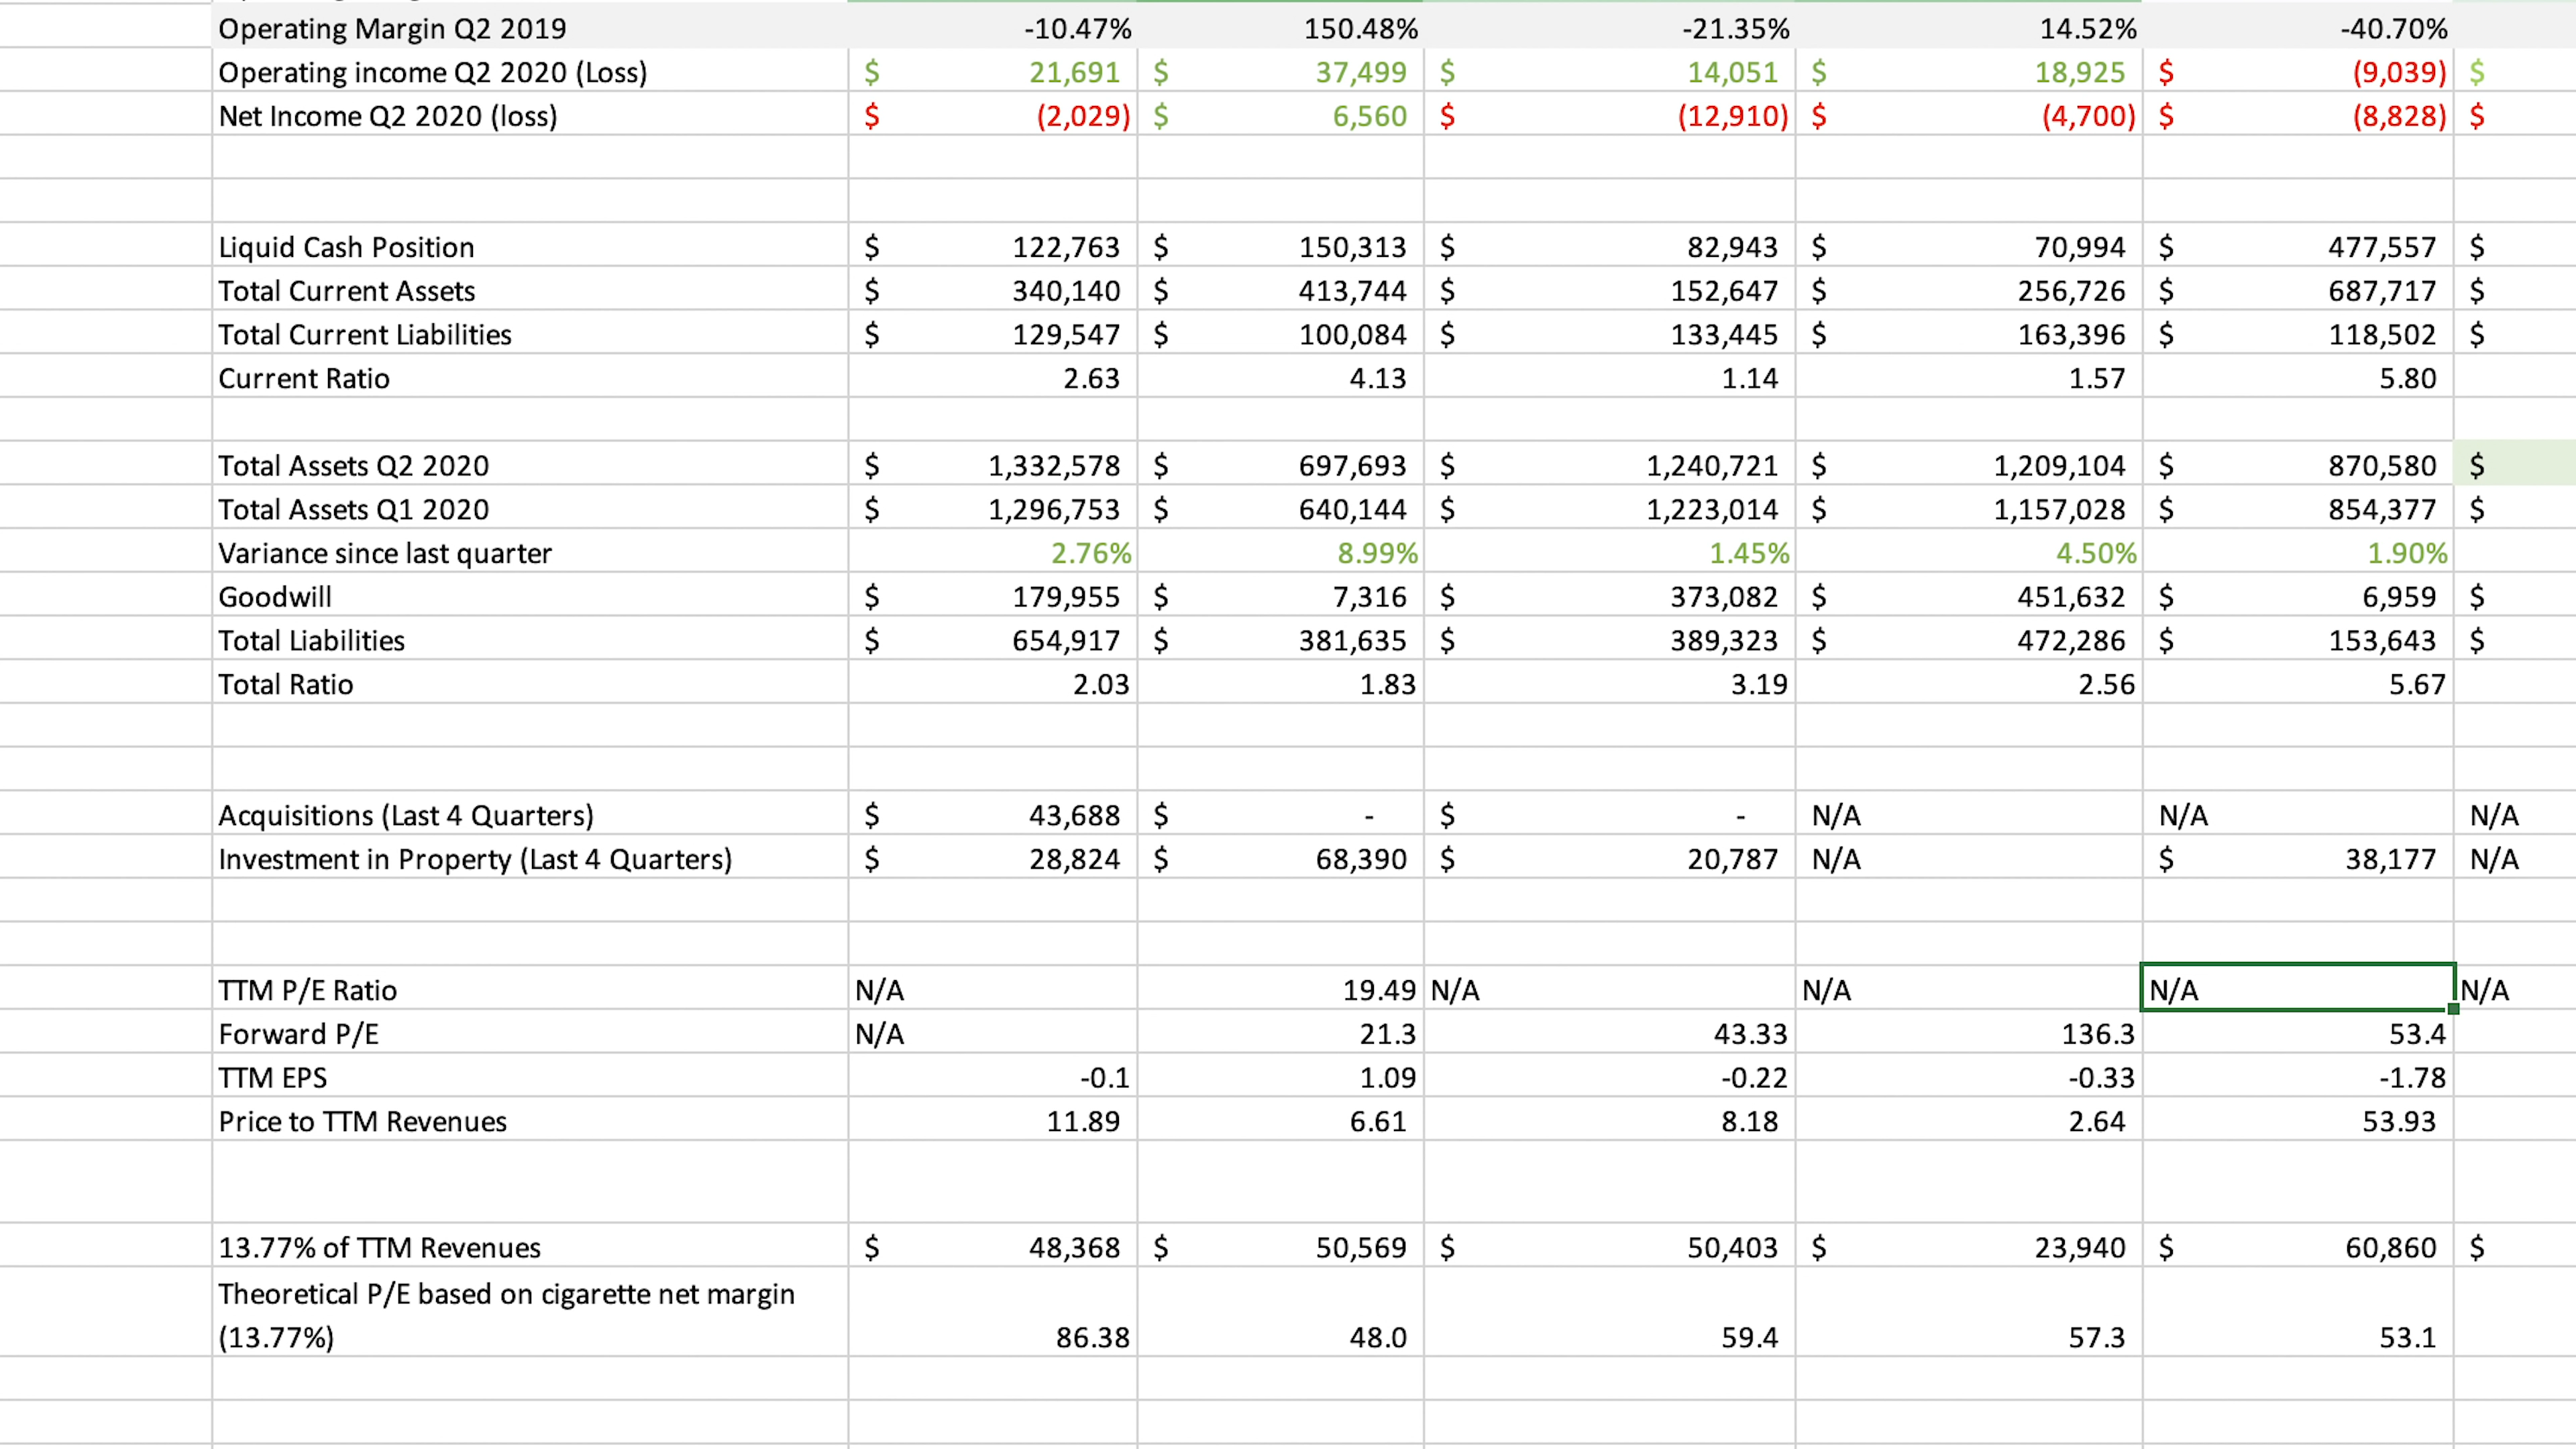 Operating Margin Q2 2019 -10.47% 150.48% -21.35% 14.52% -40.70%
Operating income Q2 2020 (Loss) $ 21,691 $ 37,499 $ 14,051 $ 18,925 $ (9,039) $
Net Income Q2 2020 (loss) $ (2,029) $ 6,560 $ (12,910) $ (4,700) $ (8,828) $
Liquid Cash Position $ 122,763 $ 150,313 $ 82,943 $ 70,994 $ 477,557 $
Total Current Assets $ 340,140 $ 413,744 $ 152,647 $ 256,726 $ 687,717 $
Total Current Liabilities $ 129,547 $ 100,084 $ 133,445 $ 163,396 $ 118,502 $
Current Ratio 2.63 4.13 1.14 1.57 5.80
Total Assets Q2 2020 $ 1,332,578 $ 697,693 $ 1,240,721 $ 1,209,104 $ 870,580 $
Total Assets Q1 2020 $ 1,296,753 $ 640,144 $ 1,223,014 $ 1,157,028 $ 854,377 $
Variance since last quarter 2.76% 8.99% 1.45% 4.50% 1.90%
Goodwill $ 179,955 $ 7,316 $ 373,082 $ 451,632 $ 6,959 $
Total Liabilities $ 654,917 $ 381,635 $ 389,323 $ 472,286 $ 153,643 $
Total Ratio 2.03 1.83 3.19 2.56 5.67
Acquisitions (Last 4 Quarters) $ 43,688 $ - $ - N/A N/A N/A
Investment in Property (Last 4 Quarters) $ 28,824 $ 68,390 $ 20,787 N/A $ 38,177 N/A
TTM P/E Ratio N/A 19.49 N/A N/A N/A N/A
Forward P/E N/A 21.3 43.33 136.3 53.4
TTM EPS -0.1 1.09 -0.22 -0.33 -1.78
Price to TTM Revenues 11.89 6.61 8.18 2.64 53.93
13.77% of TTM Revenues $ 48,368 $ 50,569 $ 50,403 $ 23,940 $ 60,860 $
Theoretical P/E based on cigarette net margin
(13.77%) 86.38 48.0 59.4 57.3 53.1